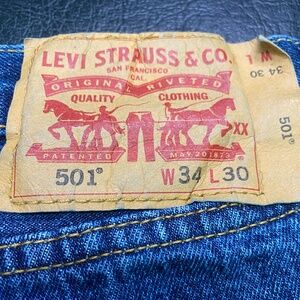 LEVI STRAUSS & CO.
SAN FRANCISCO
CAL.
ORIGINAL RIVETED
QUALITY CLOTHING
XX
PATENTED MAY 20 1873
501® W 34 L 30
W L
34 30
501®